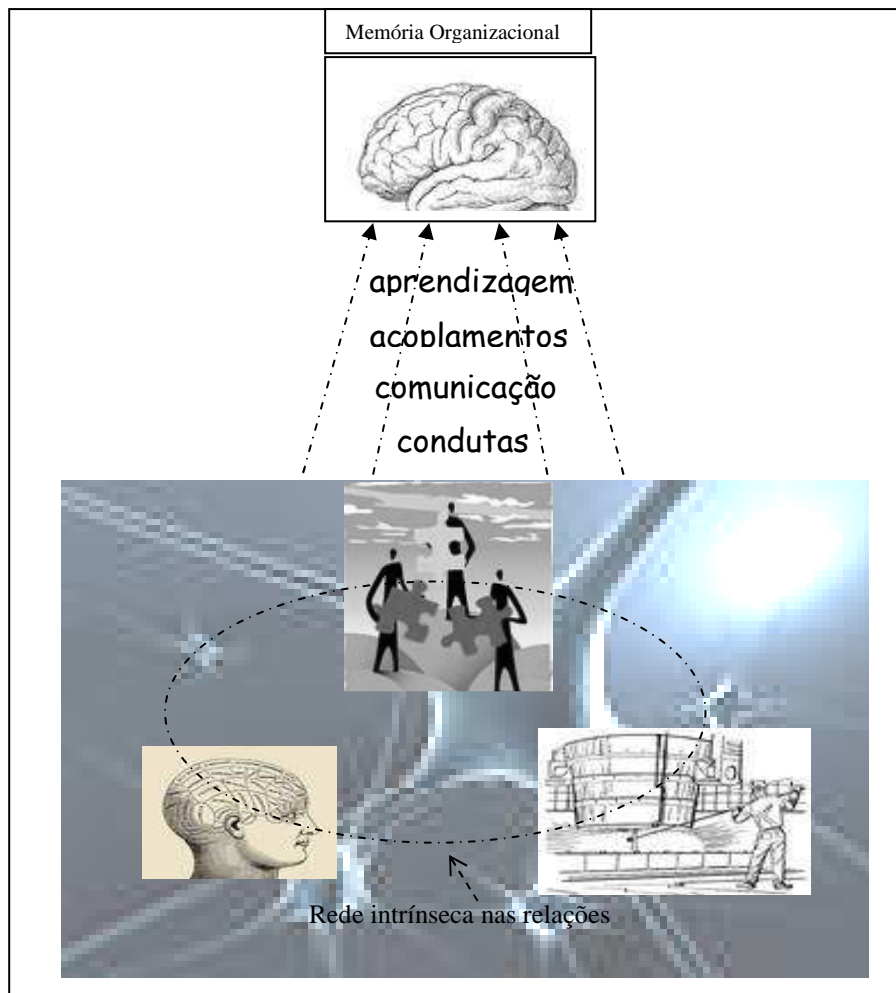 Memória Organizacional
aprendizagem
acoplamentos
comunicação
condutas
Rede intrínseca nas relações